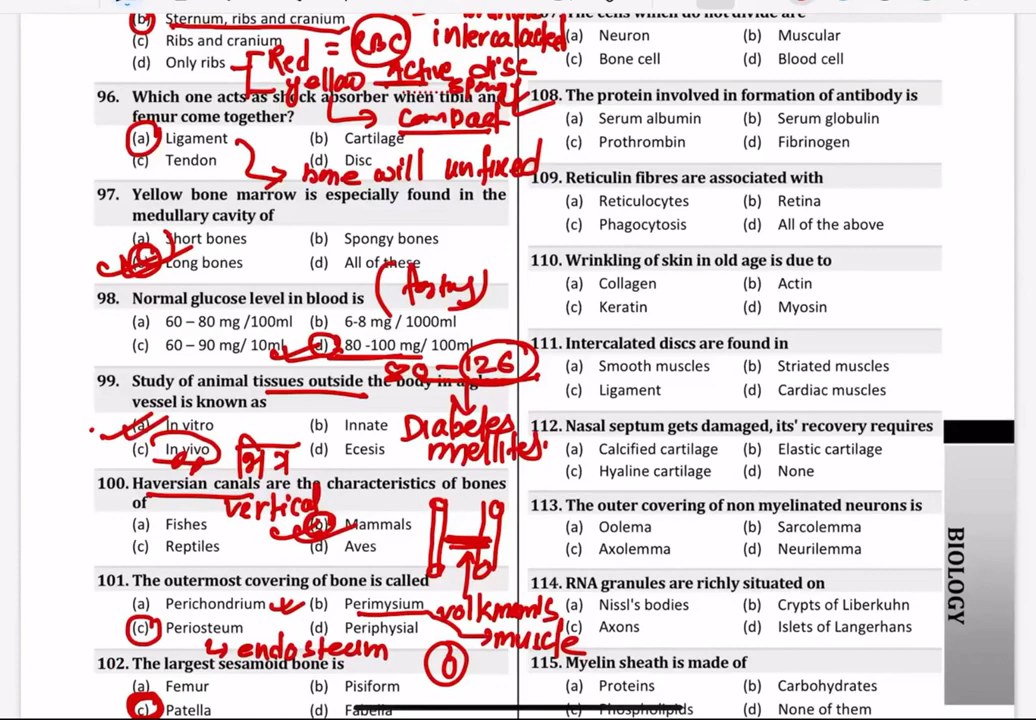 (b) Sternum, ribs and cranium
(c) Ribs and cranium
(d) Only ribs
Red = RBC
yellow Active
spongy
compact
intercalacted
disc
96. Which one acts as shock absorber when tibia and
femur come together?
(a) Ligament (b) Cartilage
(c) Tendon (d) Disc
bone will unfixed
97. Yellow bone marrow is especially found in the
medullary cavity of
(a) Short bones (b) Spongy bones
Long bones (d) All of these
98. Normal glucose level in blood is
(a) 60 – 80 mg /100ml (b) 6-8 mg / 1000ml
(c) 60 – 90 mg/ 10ml (d) 80 -100 mg/ 100ml
80 - 126
99. Study of animal tissues outside the body in a glass
vessel is known as
(a) In vitro (b) Innate
(c) In vivo (d) Ecesis
Diabetes
mellites
100. Haversian canals are the characteristics of bones
of
vertical
(a) Fishes (b) Mammals
(c) Reptiles (d) Aves
101. The outermost covering of bone is called
(a) Perichondrium (b) Perimysium
(c) Periosteum (d) Periphysial
volkman's
muscle
endosteum
102. The largest sesamoid bone is
(a) Femur (b) Pisiform
(c) Patella (d) Fabella
107. The cells which do not divide are
(a) Neuron (b) Muscular
(c) Bone cell (d) Blood cell
108. The protein involved in formation of antibody is
(a) Serum albumin (b) Serum globulin
(c) Prothrombin (d) Fibrinogen
109. Reticulin fibres are associated with
(a) Reticulocytes (b) Retina
(c) Phagocytosis (d) All of the above
110. Wrinkling of skin in old age is due to
(a) Collagen (b) Actin
(c) Keratin (d) Myosin
111. Intercalated discs are found in
(a) Smooth muscles (b) Striated muscles
(c) Ligament (d) Cardiac muscles
112. Nasal septum gets damaged, its' recovery requires
(a) Calcified cartilage (b) Elastic cartilage
(c) Hyaline cartilage (d) None
113. The outer covering of non myelinated neurons is
(a) Oolema (b) Sarcolemma
(c) Axolemma (d) Neurilemma
114. RNA granules are richly situated on
(a) Nissl's bodies (b) Crypts of Liberkuhn
(c) Axons (d) Islets of Langerhans
115. Myelin sheath is made of
(a) Proteins (b) Carbohydrates
(c) Phospholipids (d) None of them
BIOLOGY